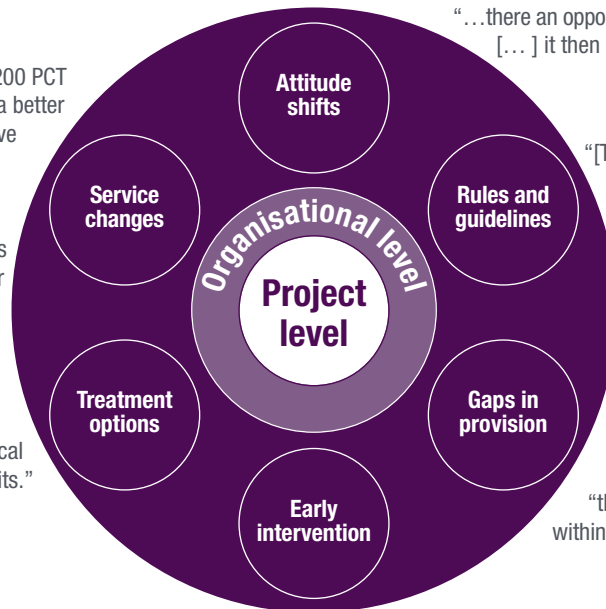 “…there an oppo
[… ] it then
200 PCT
a better
ve
Attitude
shifts
“[T
Service
changes
Rules and
guidelines
Organisational level
s
r
Project
level
Treatment
options
Gaps in
provision
cal
its.”
Early
intervention
“th
within